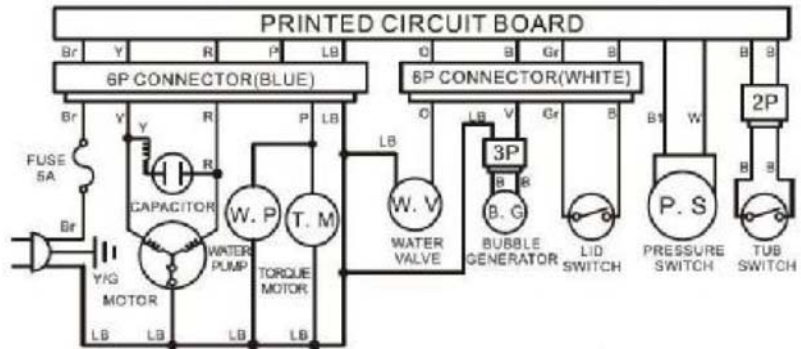 PRINTED CIRCUIT BOARD
Br Y R P LB O B Gr B B B
6P CONNECTOR(BLUE) 6P CONNECTOR(WHITE)
2P
Br Y R P LB O LB V Gr B B1 W
Y
LB
3P
FUSE
5A
R
B B
B B
CAPACITOR
W.P
T.M
W.V
B.G
P.S
Br
WATER
PUMP
WATER
VALVE
BUBBLE
GENERATOR
LID
SWITCH
PRESSURE
SWITCH
TUB
SWITCH
Y/G
MOTOR
TORQUE
MOTOR
LB LB LB LB